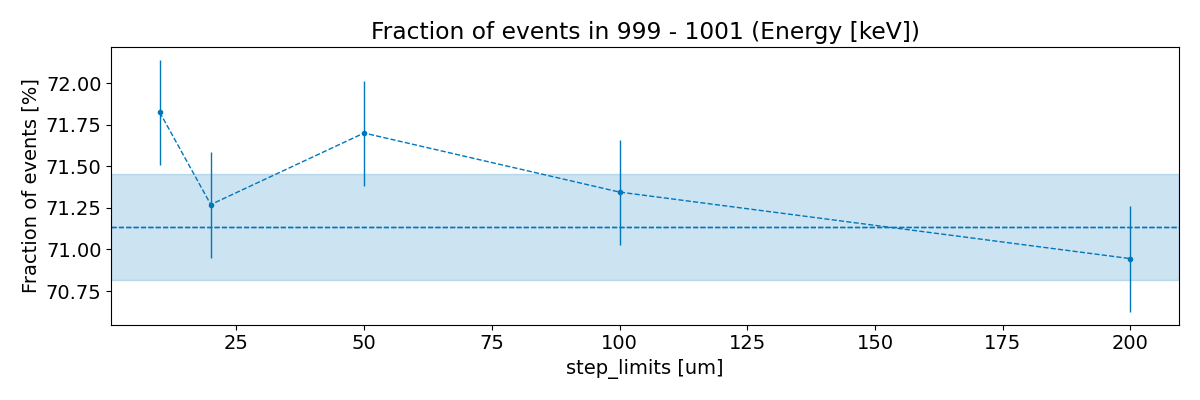 Fraction of events in 999 - 1001 (Energy [keV])
Fraction of events [%]
72.00
71.75
71.50
71.25
71.00
70.75
25 50 75 100 125 150 175 200
step_limits [um]